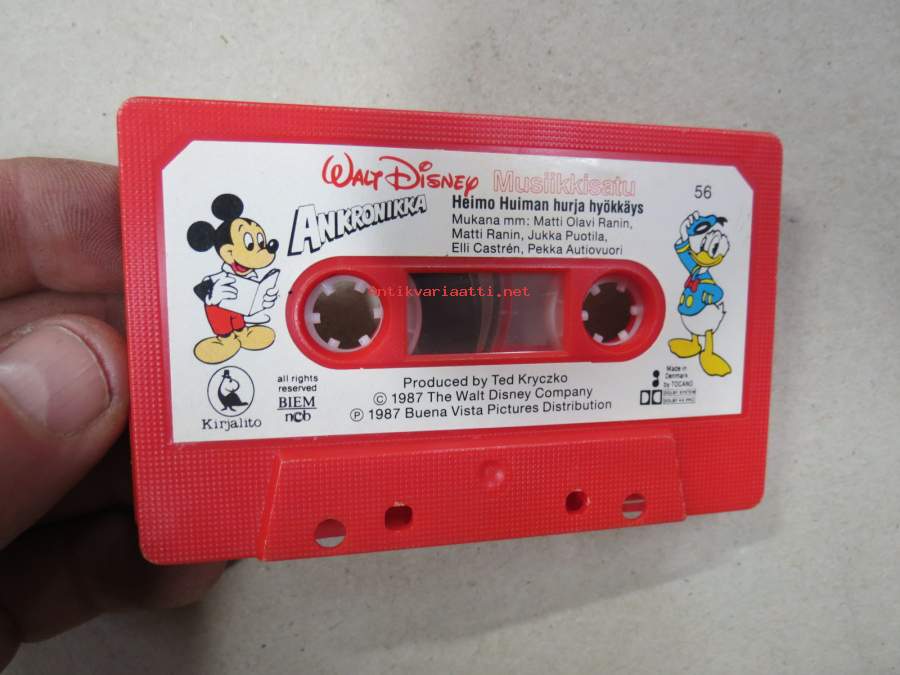 Walt Disney Musiikkisatu 56
ANKRONIKKA
Heimo Huiman hurja hyökkäys
Mukana mm: Matti Olavi Ranin,
Matti Ranin, Jukka Puotila,
Elli Castrén, Pekka Autiovuori
antikvariaatti.net
Kirjalito
all rights
reserved
BIEM
ncb
Produced by Ted Kryczko
© 1987 The Walt Disney Company
Ⓟ 1987 Buena Vista Pictures Distribution
Made in
Denmark
by TOCANO
DOLBY SYSTEM